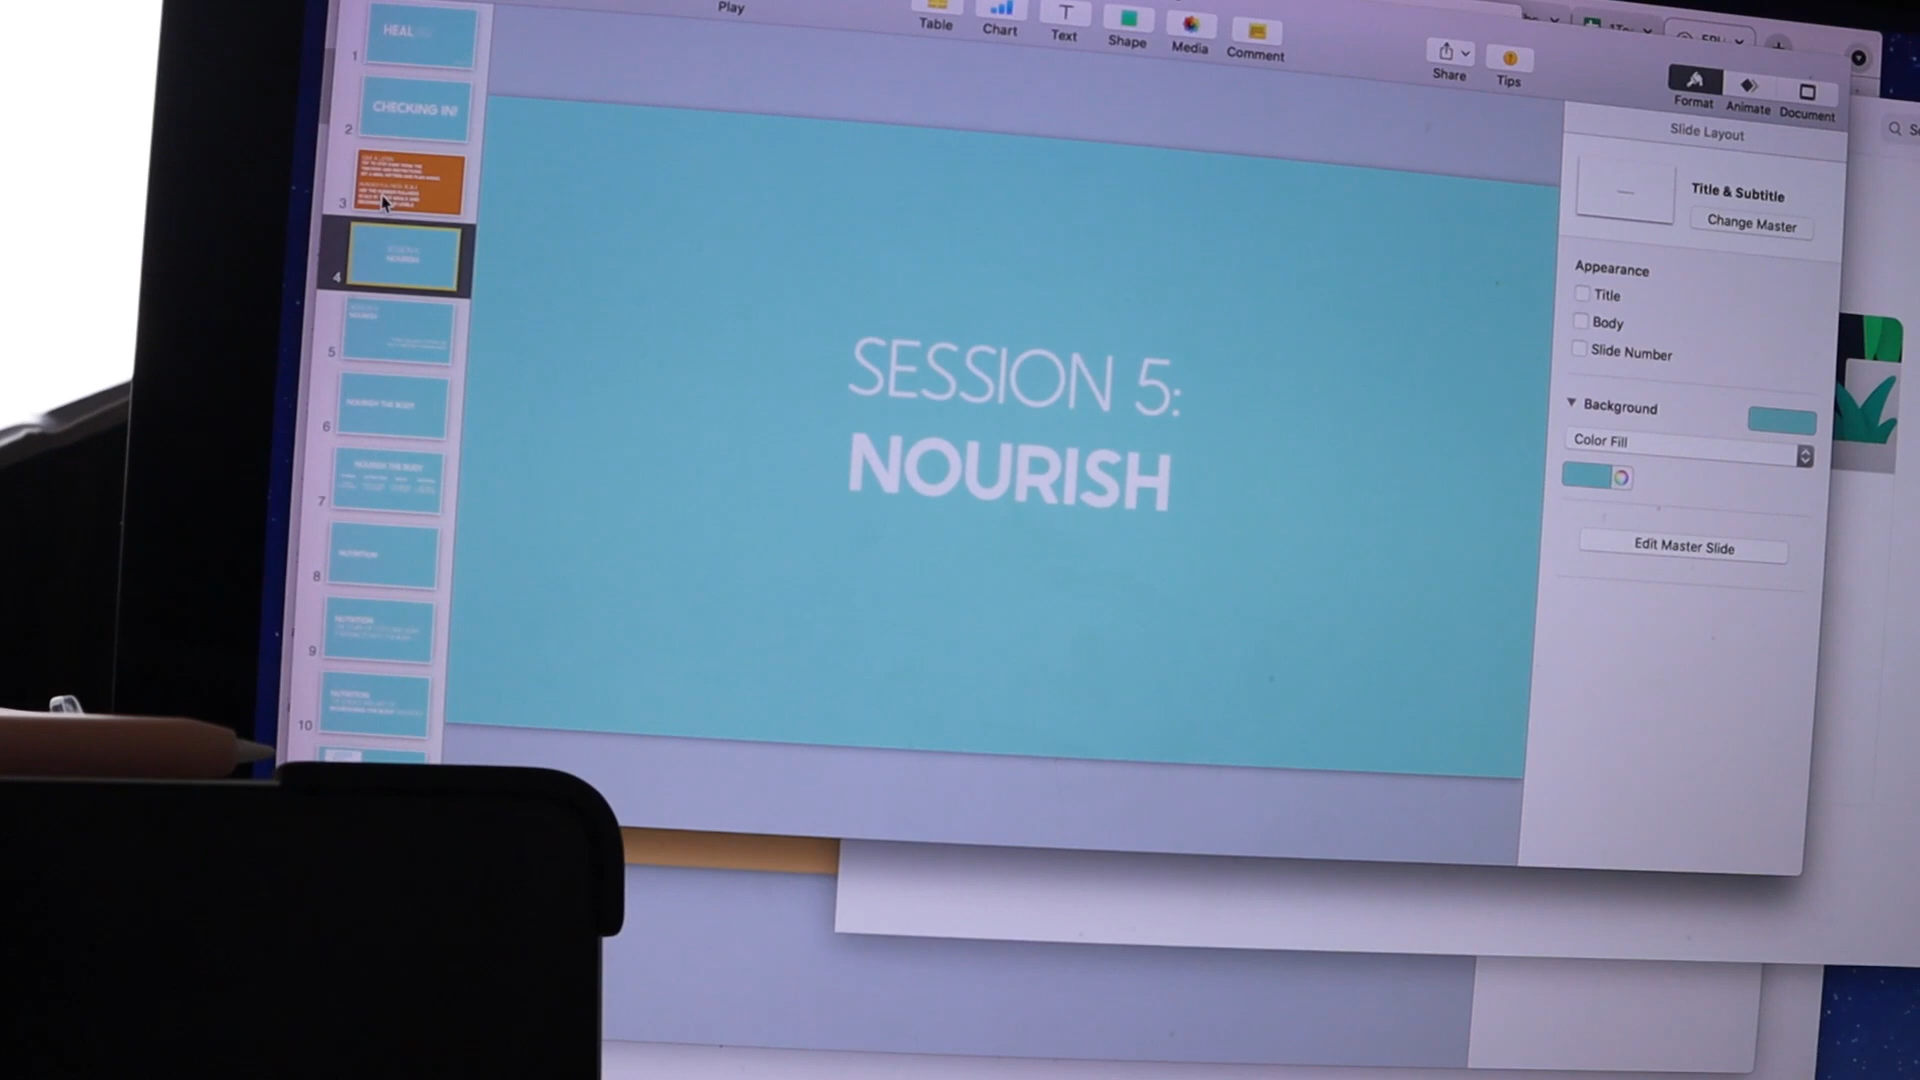 Play
Table
Chart
Text
Shape
Media
Comment
Share
Tips
Format
Animate
Document
Slide Layout
Title & Subtitle
Change Master
Appearance
Title
Body
Slide Number
Background
Color Fill
Edit Master Slide
SESSION 5:
NOURISH
1
HEAL
2
CHECKING IN!
3
4
NOURISH
5
NOURISH
6
NOURISH THE BODY
7
NOURISH THE BODY
8
NUTRITION
9
NUTRITION
10
NUTRITION